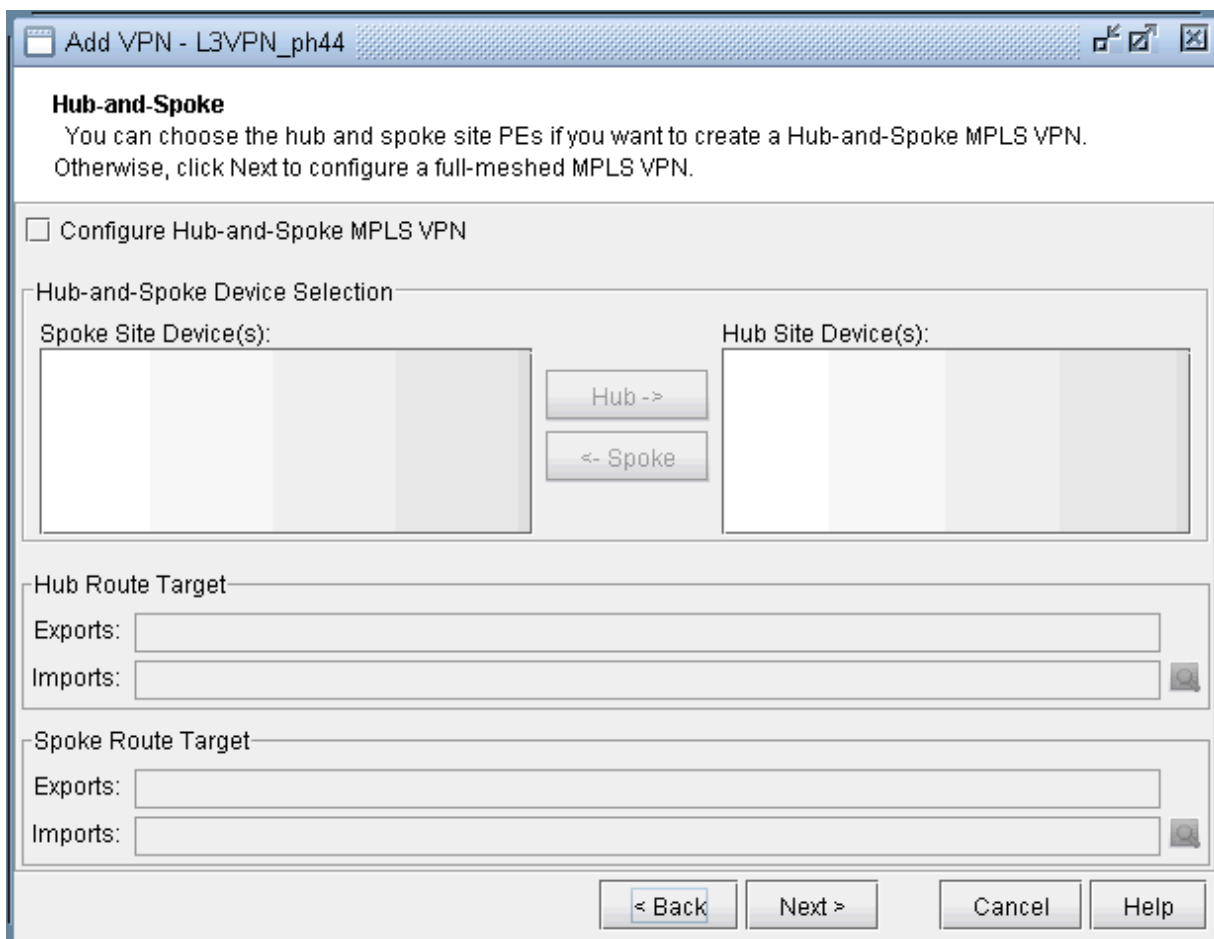 Add VPN - L3VPN_ph44
Hub-and-Spoke
You can choose the hub and spoke site PEs if you want to create a Hub-and-Spoke MPLS VPN.
Otherwise, click Next to configure a full-meshed MPLS VPN.
Configure Hub-and-Spoke MPLS VPN
Hub-and-Spoke Device Selection
Spoke Site Device(s):
Hub Site Device(s):
Hub ->
<- Spoke
Hub Route Target
Exports:
Imports:
Spoke Route Target
Exports:
Imports:
< Back
Next >
Cancel
Help